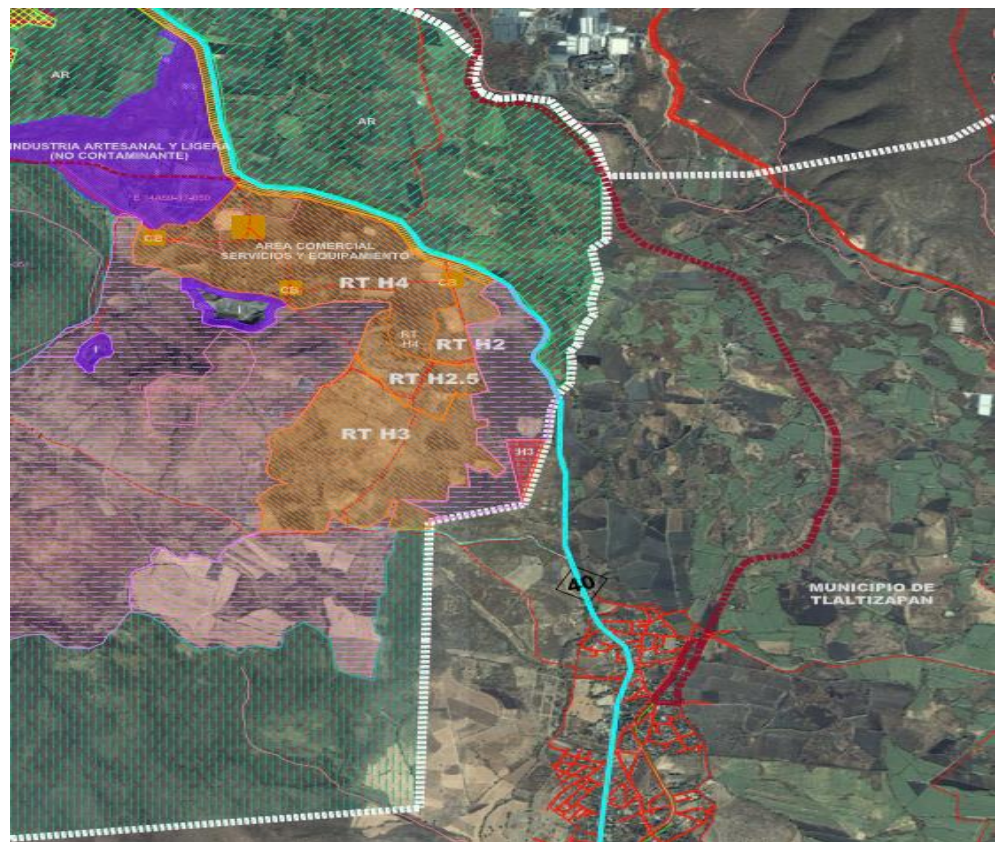 AR
AR
INDUSTRIA ARTESANAL Y LIGERA
(NO CONTAMINANTE)
CB
AREA COMERCIAL
SERVICIOS Y EQUIPAMIENTO
CB
CB
RT H4
RT
H4
RT H2
RT H2.5
RT H3
H3
40
MUNICIPIO DE
TLALTIZAPAN